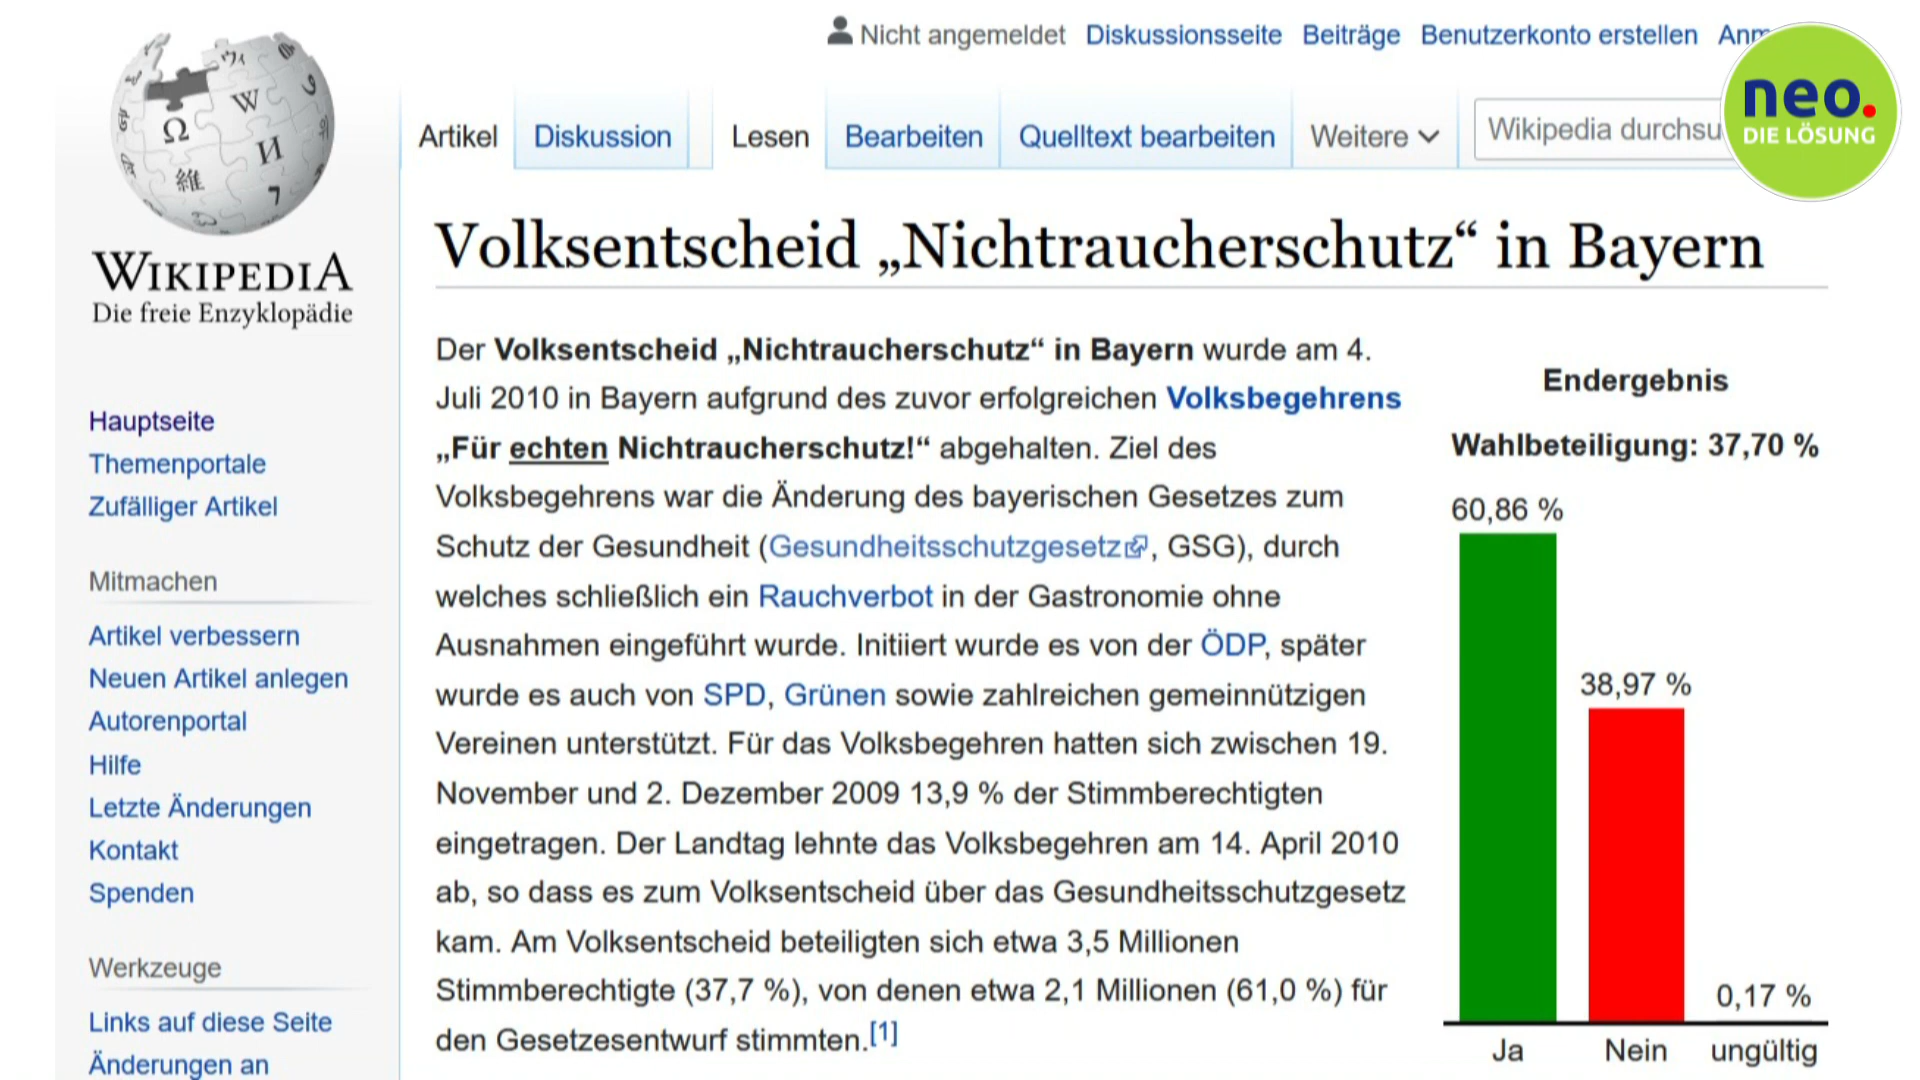 Nicht angemeldet Diskussionsseite Beiträge Benutzerkonto erstellen
neo.
DIE LÖSUNG
Artikel Diskussion Lesen Bearbeiten Quelltext bearbeiten Weitere Wikipedia durchsu
WIKIPEDIA
Die freie Enzyklopädie
Hauptseite
Themenportale
Zufälliger Artikel
Mitmachen
Artikel verbessern
Neuen Artikel anlegen
Autorenportal
Hilfe
Letzte Änderungen
Kontakt
Spenden
Werkzeuge
Links auf diese Seite
Änderungen an
Volksentscheid „Nichtraucherschutz“ in Bayern
Der Volksentscheid „Nichtraucherschutz“ in Bayern wurde am 4.
Juli 2010 in Bayern aufgrund des zuvor erfolgreichen Volksbegehrens
„Für echten Nichtraucherschutz!“ abgehalten. Ziel des
Volksbegehrens war die Änderung des bayerischen Gesetzes zum
Schutz der Gesundheit (Gesundheitsschutzgesetz, GSG), durch
welches schließlich ein Rauchverbot in der Gastronomie ohne
Ausnahmen eingeführt wurde. Initiiert wurde es von der ÖDP, später
wurde es auch von SPD, Grünen sowie zahlreichen gemeinnützigen
Vereinen unterstützt. Für das Volksbegehren hatten sich zwischen 19.
November und 2. Dezember 2009 13,9 % der Stimmberechtigten
eingetragen. Der Landtag lehnte das Volksbegehren am 14. April 2010
ab, so dass es zum Volksentscheid über das Gesundheitsschutzgesetz
kam. Am Volksentscheid beteiligten sich etwa 3,5 Millionen
Stimmberechtigte (37,7 %), von denen etwa 2,1 Millionen (61,0 %) für
den Gesetzesentwurf stimmten.[1]
Endergebnis
Wahlbeteiligung: 37,70 %
60,86 %
38,97 %
0,17 %
Ja Nein ungültig